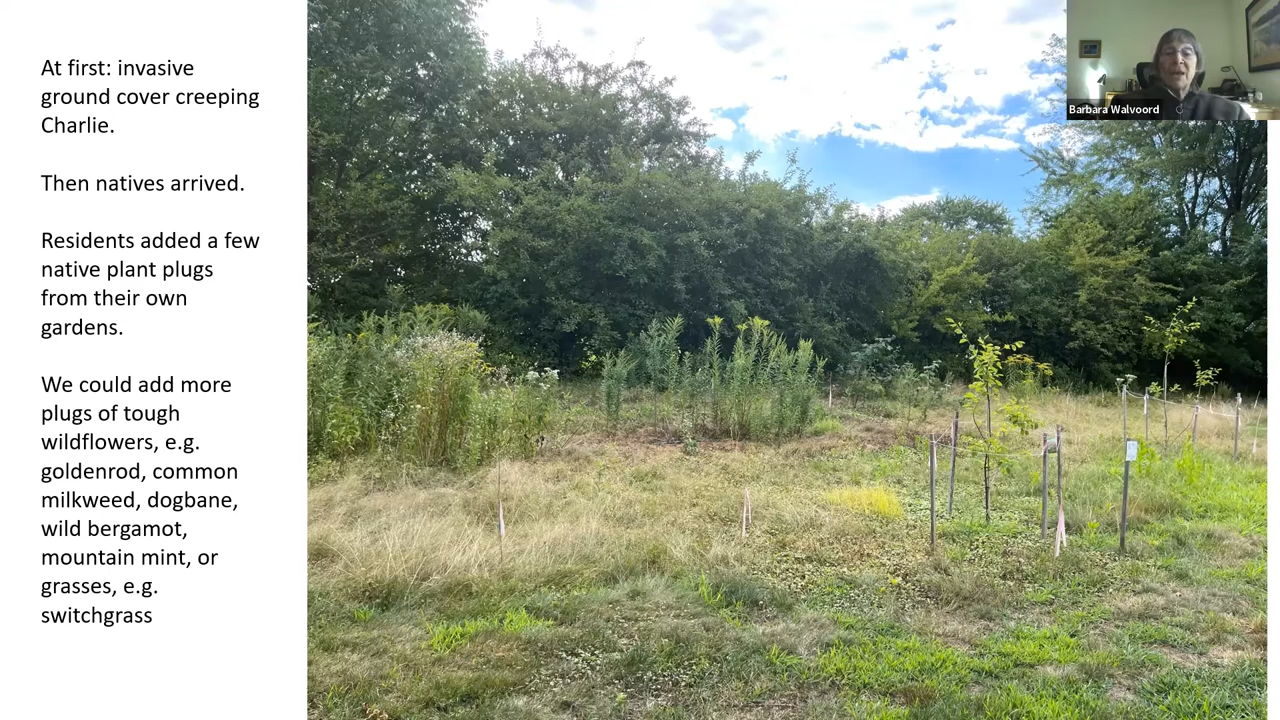 At first: invasive
ground cover creeping
Charlie.
Then natives arrived.
Residents added a few
native plant plugs
from their own
gardens.
We could add more
plugs of tough
wildflowers, e.g.
goldenrod, common
milkweed, dogbane,
wild bergamot,
mountain mint, or
grasses, e.g.
switchgrass
Barbara Walvoord